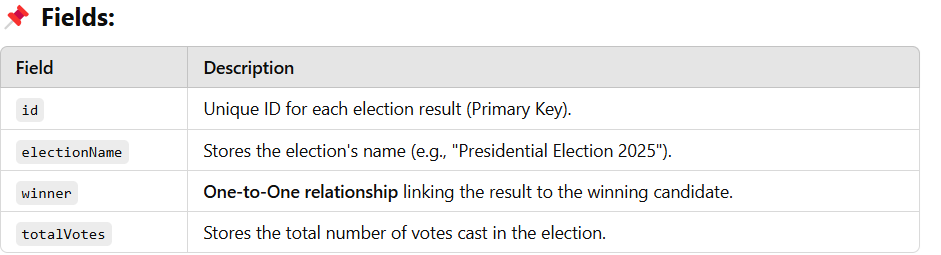 📌 Fields:
Field Description
id Unique ID for each election result (Primary Key).
electionName Stores the election's name (e.g., "Presidential Election 2025").
winner One-to-One relationship linking the result to the winning candidate.
totalVotes Stores the total number of votes cast in the election.